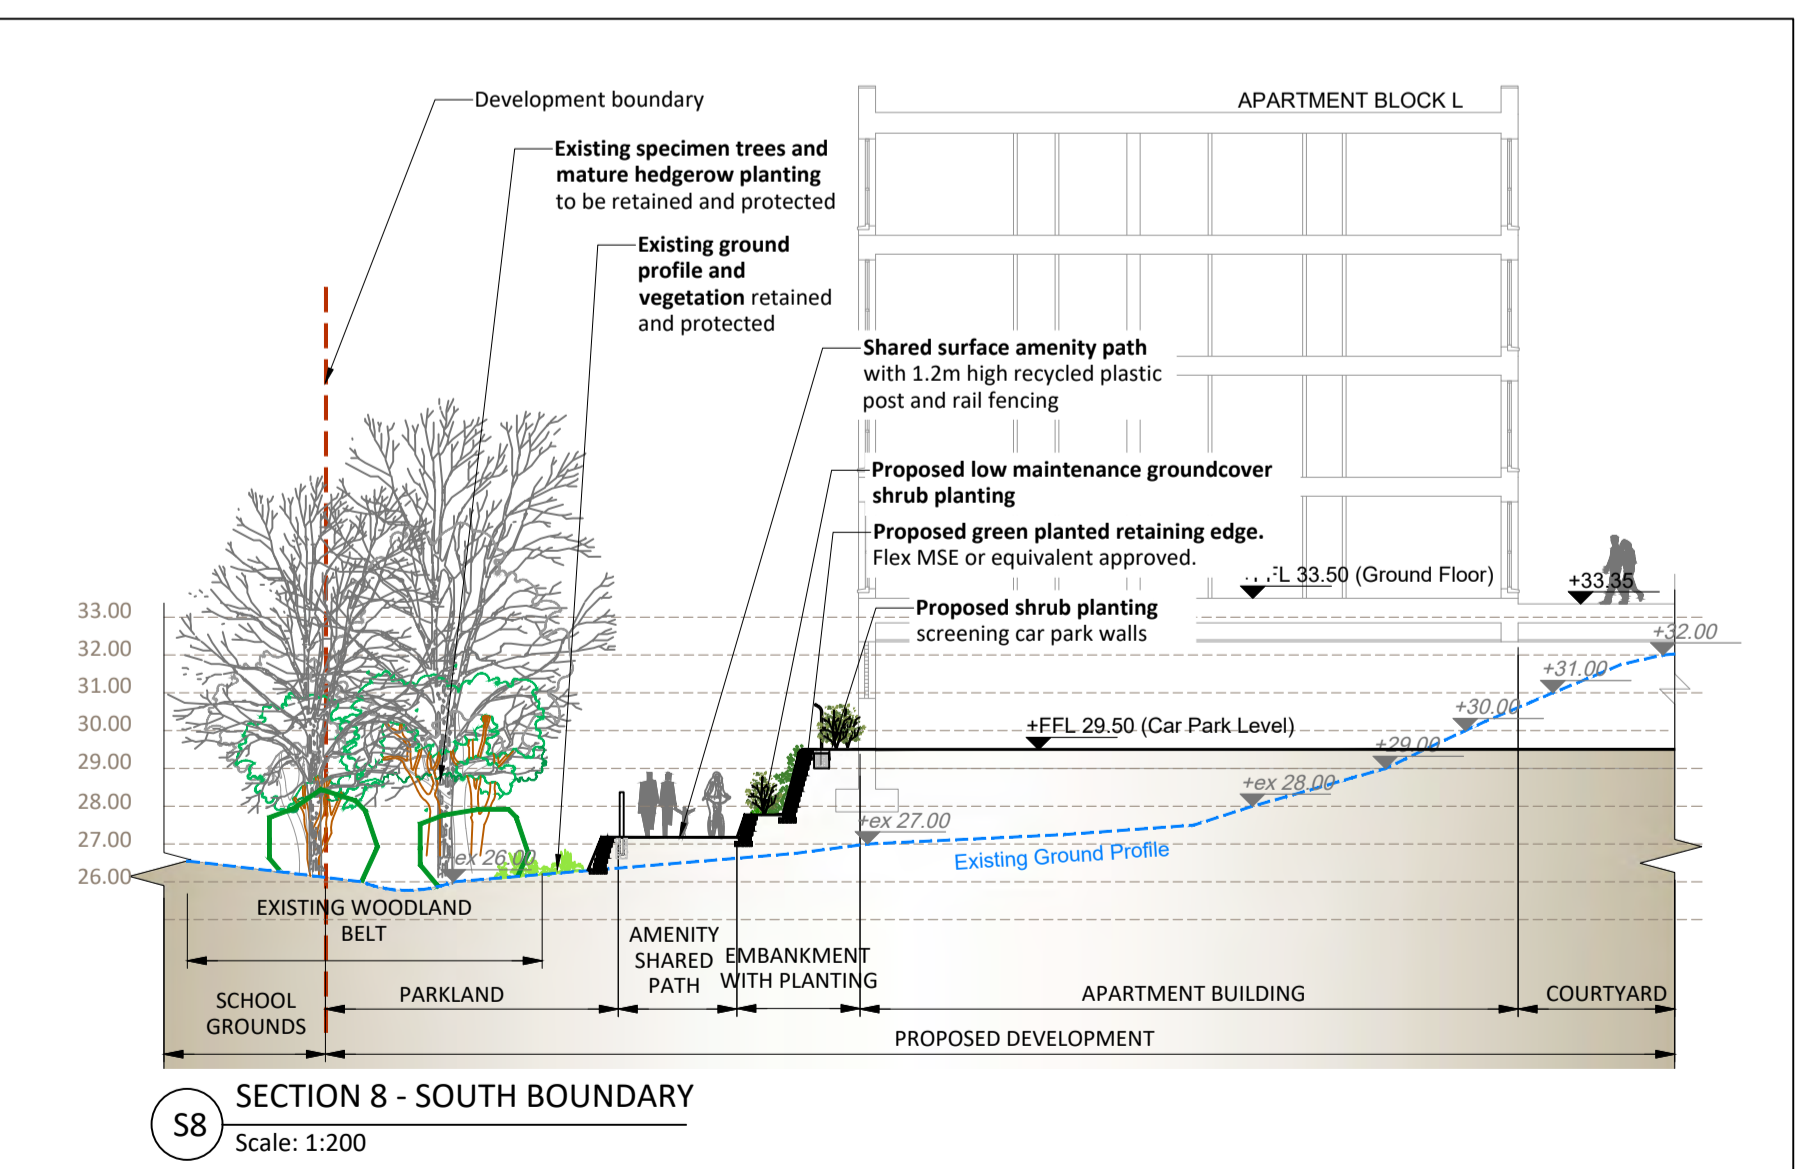 Development boundary
APARTMENT BLOCK L
Existing specimen trees and
mature hedgerow planting
to be retained and protected
Existing ground
profile and
vegetation retained
and protected
Shared surface amenity path
with 1.2m high recycled plastic
post and rail fencing
Proposed low maintenance groundcover
shrub planting
Proposed green planted retaining edge.
Flex MSE or equivalent approved.
FL 33.50 (Ground Floor)
+33.35
Proposed shrub planting
screening car park walls
33.00
32.00
31.00
30.00
29.00
28.00
27.00
26.00
+32.00
+31.00
+30.00
+29.00
+ex 28.00
+ex 27.00
ex 26.00
+FFL 29.50 (Car Park Level)
Existing Ground Profile
EXISTING WOODLAND
BELT
AMENITY
SHARED
PATH
EMBANKMENT
WITH PLANTING
SCHOOL
GROUNDS
PARKLAND
APARTMENT BUILDING
COURTYARD
PROPOSED DEVELOPMENT
S8
SECTION 8 - SOUTH BOUNDARY
Scale: 1:200